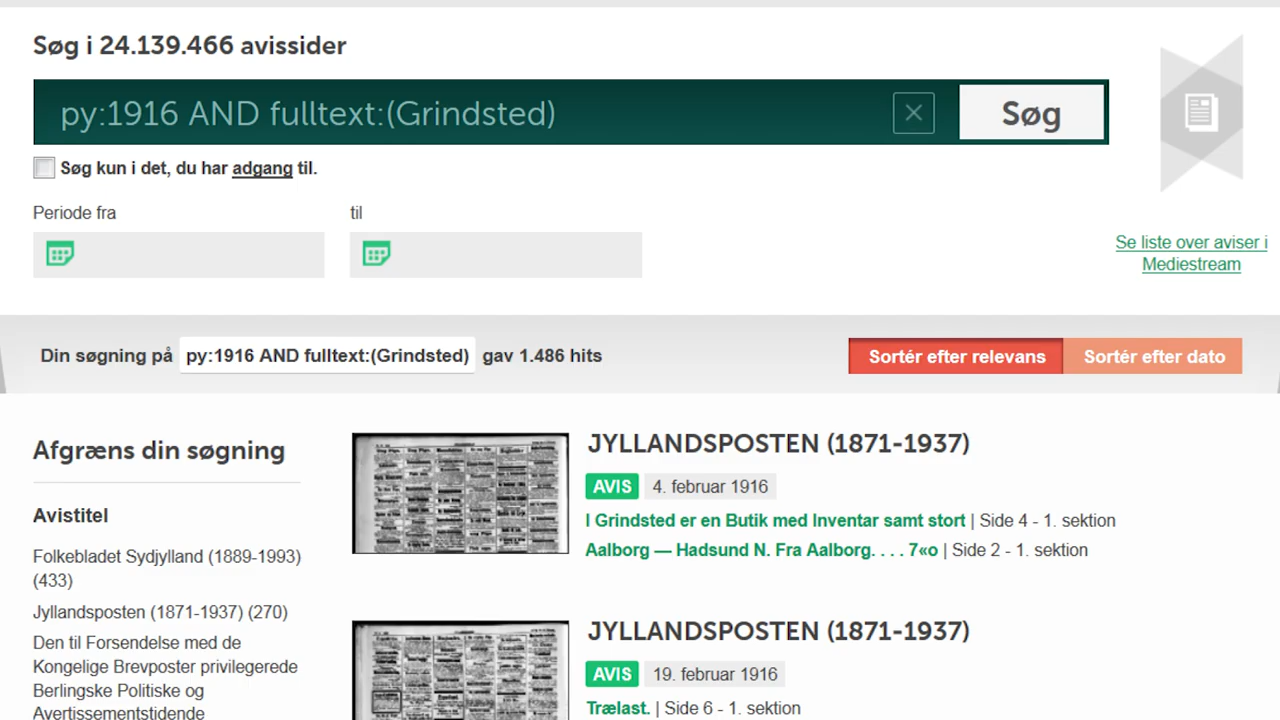 Søg i 24.139.466 avissider
py:1916 AND fulltext:(Grindsted)
Søg
Søg kun i det, du har adgang til.
Periode fra
til
Se liste over aviser i
Mediestream
Din søgning på py:1916 AND fulltext:(Grindsted) gav 1.486 hits
Sortér efter relevans
Sortér efter dato
Afgræns din søgning
Avistitel
Folkebladet Sydjylland (1889-1993)
(433)
Jyllandsposten (1871-1937) (270)
Den til Forsendelse med de
Kongelige Brevposter privilegerede
Berlingske Politiske og
Avertissementstidende
JYLLANDSPOSTEN (1871-1937)
AVIS 4. februar 1916
I Grindsted er en Butik med Inventar samt stort | Side 4 - 1. sektion
Aalborg — Hadsund N. Fra Aalborg. . . . 7«o | Side 2 - 1. sektion
JYLLANDSPOSTEN (1871-1937)
AVIS 19. februar 1916
Trælast. | Side 6 - 1. sektion